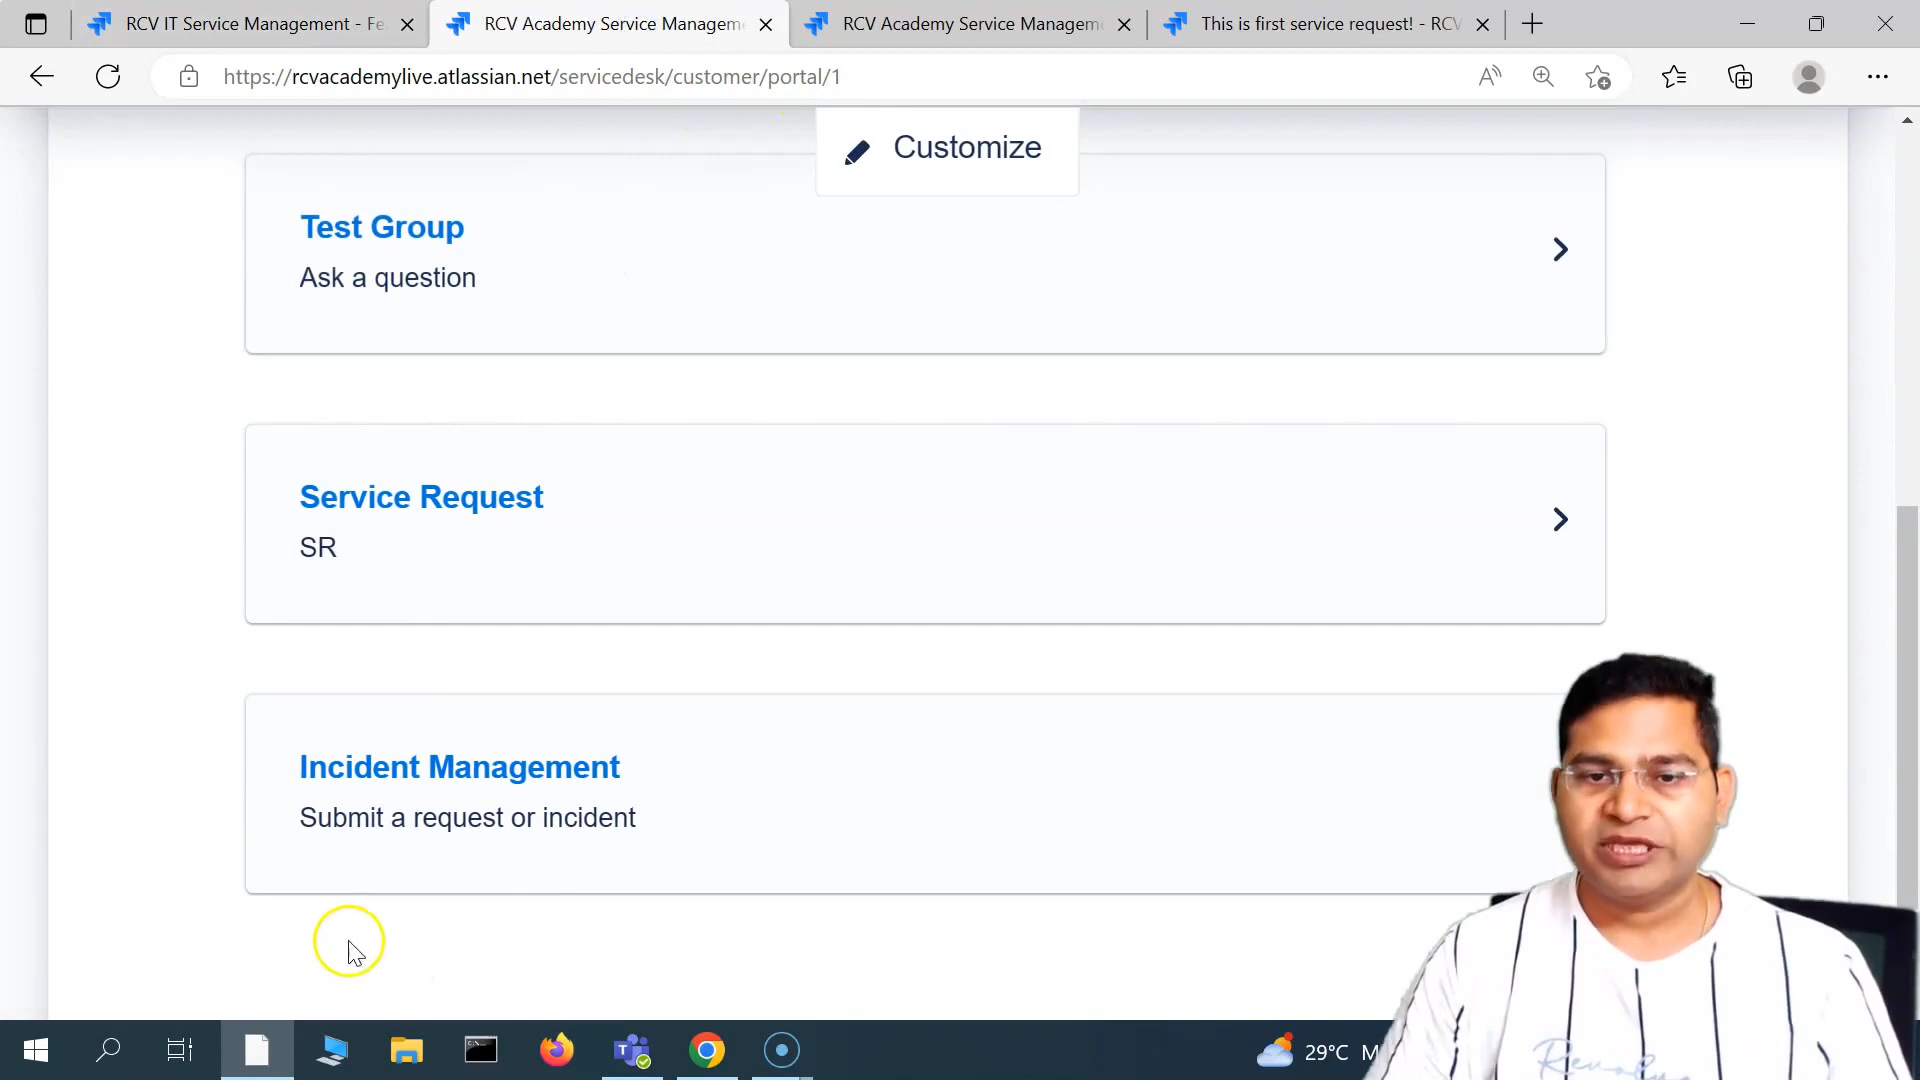 RCV IT Service Management - Fe
RCV Academy Service Managem
RCV Academy Service Managem
This is first service request! - RCV
https://rcvacademylive.atlassian.net/servicedesk/customer/portal/1
Customize
Test Group
Ask a question
Service Request
SR
Incident Management
Submit a request or incident
29°C M